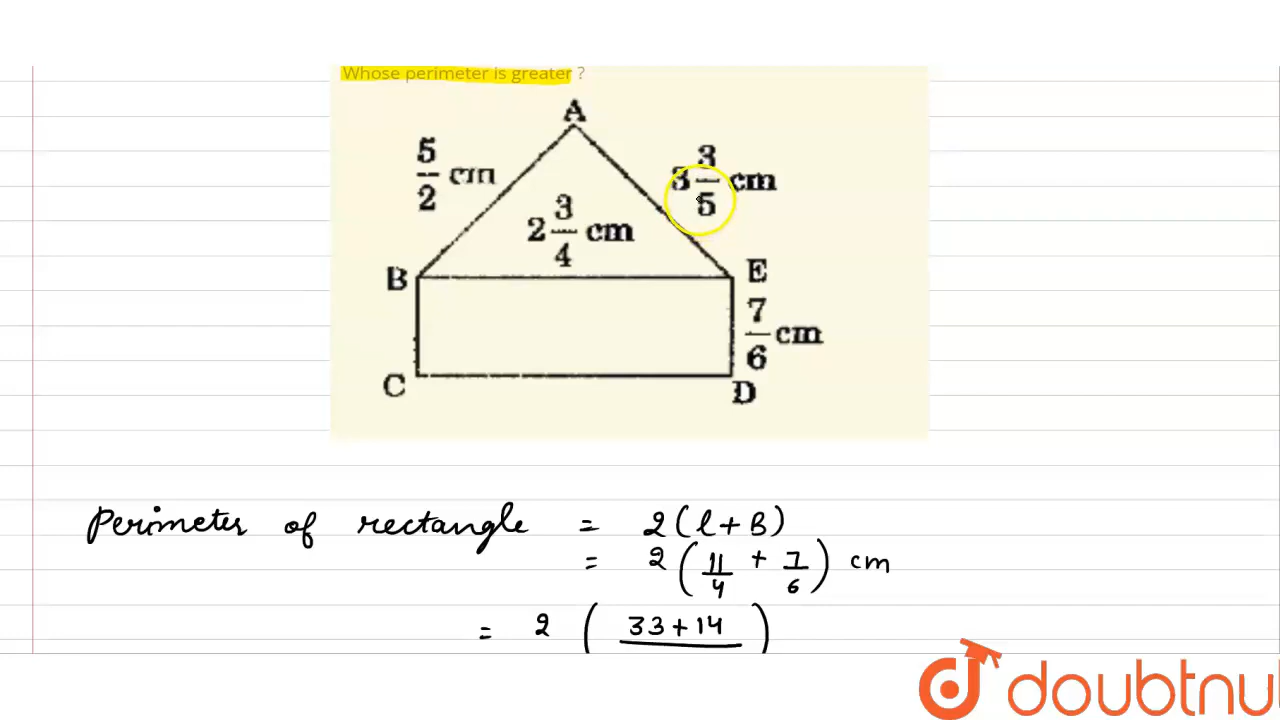 Whose perimeter is greater ?
A
5/2 cm
3 3/5 cm
2 3/4 cm
B
E
7/6 cm
C
D
Perimeter of rectangle = 2(l+B)
= 2(11/4 + 7/6) cm
= 2(33+14)
doubtnut